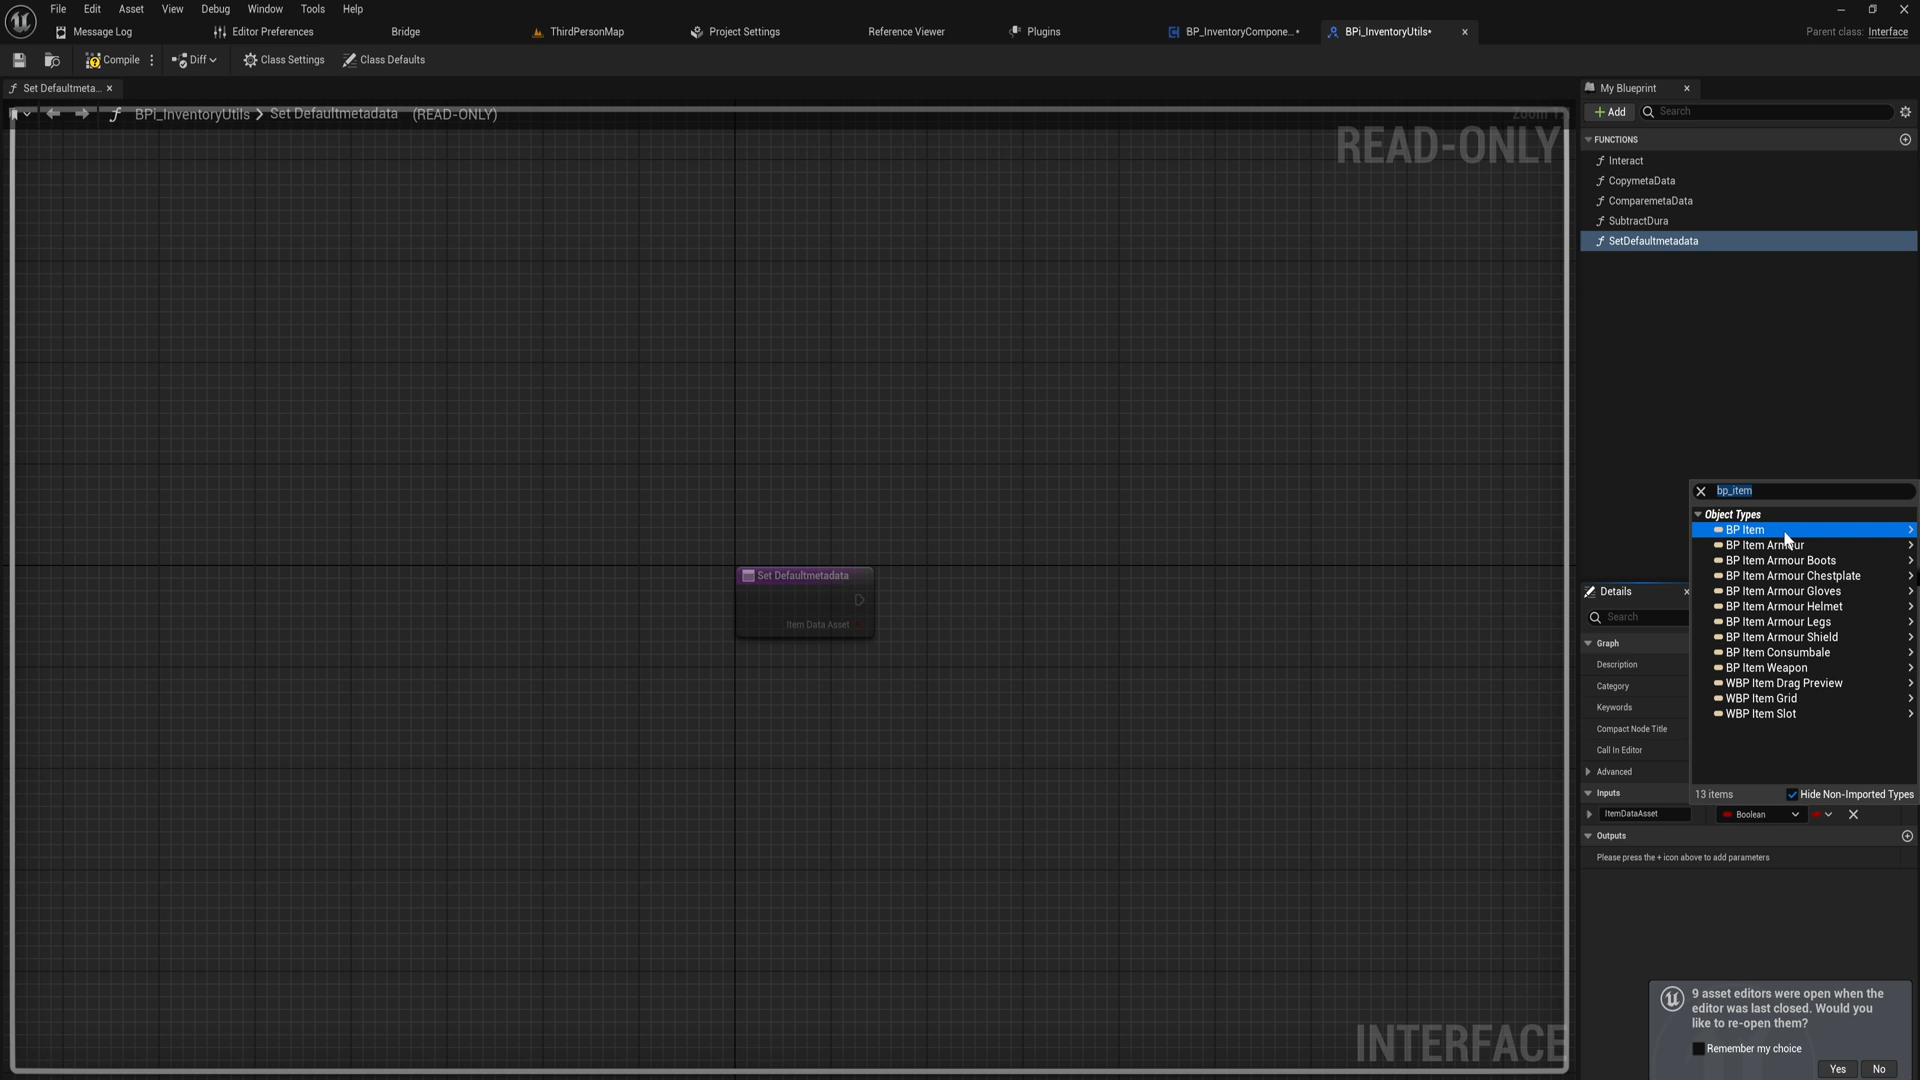 File Edit Asset View Debug Window Tools Help
Message Log Editor Preferences Bridge ThirdPersonMap Project Settings Reference Viewer Plugins BP_InventoryCompone...* BPi_InventoryUtils* Parent class: Interface
Compile Diff Class Settings Class Defaults
Set Defaultmeta...
BPi_InventoryUtils > Set Defaultmetadata (READ-ONLY)
READ-ONLY
Set Defaultmetadata
Item Data Asset
INTERFACE
My Blueprint
+ Add Search
FUNCTIONS
Interact
CopymetaData
ComparemetaData
SubtractDura
SetDefaultmetadata
bp_item
Object Types
BP Item
BP Item Armour
BP Item Armour Boots
BP Item Armour Chestplate
BP Item Armour Gloves
BP Item Armour Helmet
BP Item Armour Legs
BP Item Armour Shield
BP Item Consumbale
BP Item Weapon
WBP Item Drag Preview
WBP Item Grid
WBP Item Slot
13 items Hide Non-Imported Types
Details
Search
Graph
Description
Category
Keywords
Compact Node Title
Call In Editor
Advanced
Inputs
ItemDataAsset Boolean
Outputs
Please press the + icon above to add parameters
9 asset editors were open when the
editor was last closed. Would you
like to re-open them?
Remember my choice
Yes No